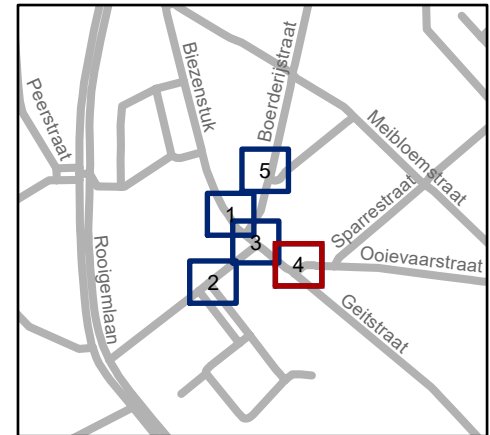 Peerstraat
Biezenstuk
Boerderijstraat
Meibloemstraat
5
1
3
Sparrestraat
4
Ooievaarstraat
2
Rooigemlaan
Geitstraat